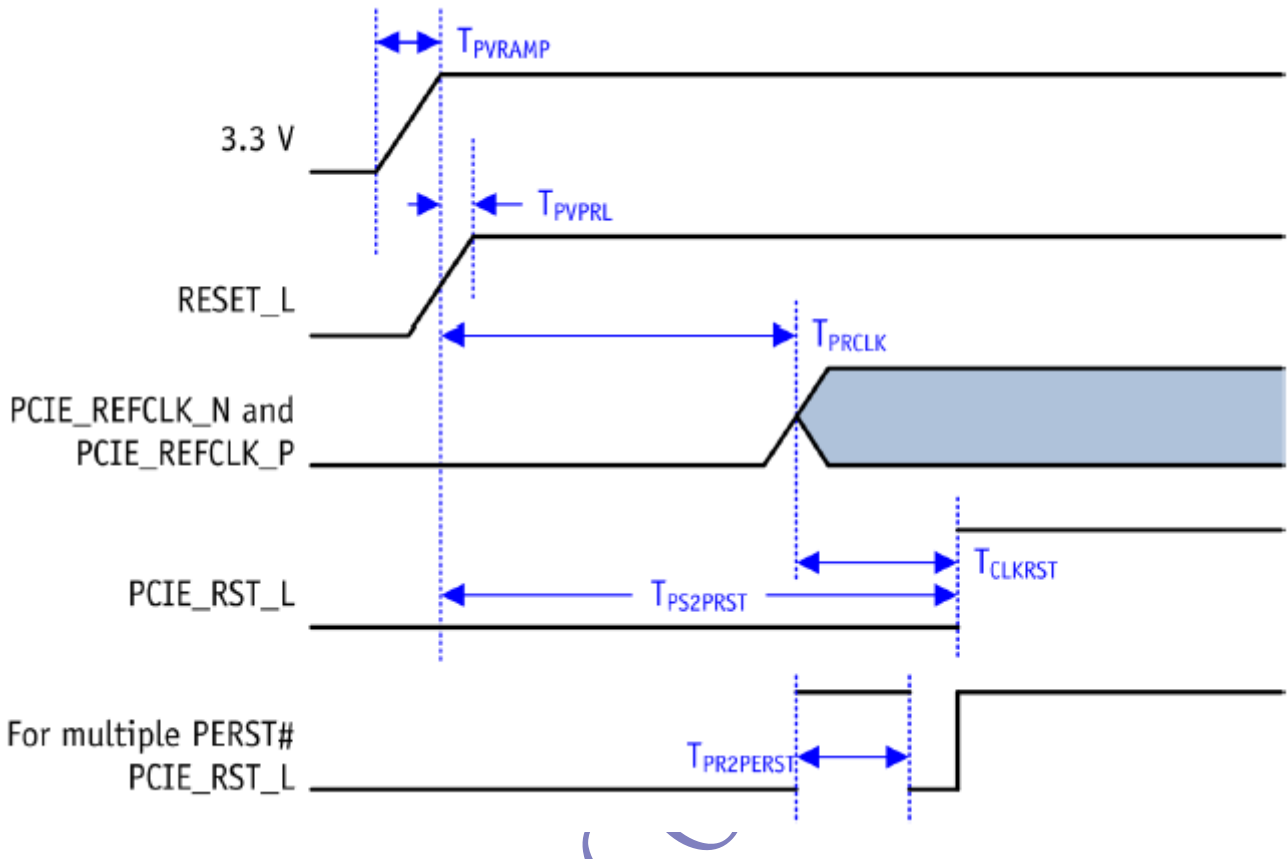 TPVRAMP
3.3 V
TPVPRL
RESET_L
TPRCLK
PCIE_REFCLK_N and
PCIE_REFCLK_P
TCLKRST
PCIE_RST_L
TPS2PRST
For multiple PERST#
PCIE_RST_L
TPR2PERST